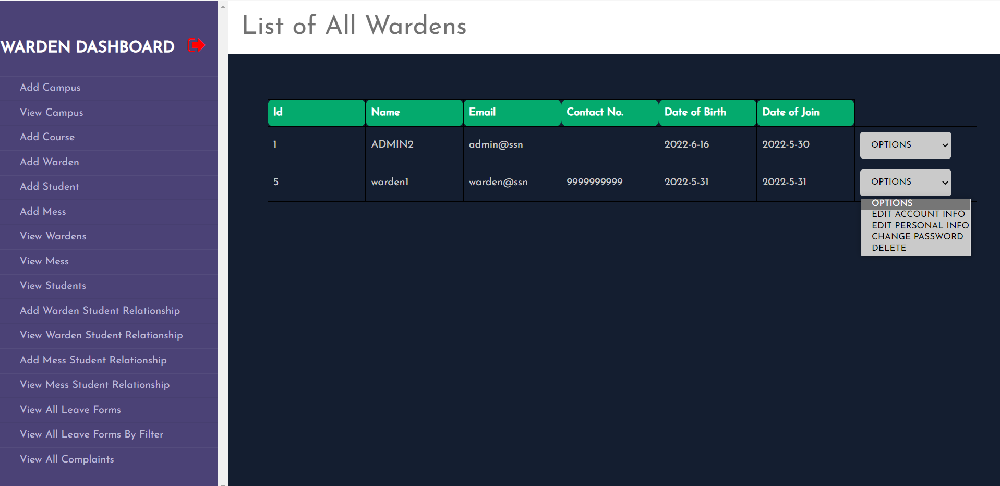 WARDEN DASHBOARD
Add Campus
View Campus
Add Course
Add Warden
Add Student
Add Mess
View Wardens
View Mess
View Students
Add Warden Student Relationship
View Warden Student Relationship
Add Mess Student Relationship
View Mess Student Relationship
View All Leave Forms
View All Leave Forms By Filter
View All Complaints
List of All Wardens
Id Name Email Contact No. Date of Birth Date of Join
1 ADMIN2 admin@ssn 2022-6-16 2022-5-30 OPTIONS
5 warden1 warden@ssn 9999999999 2022-5-31 2022-5-31 OPTIONS
OPTIONS
EDIT ACCOUNT INFO
EDIT PERSONAL INFO
CHANGE PASSWORD
DELETE